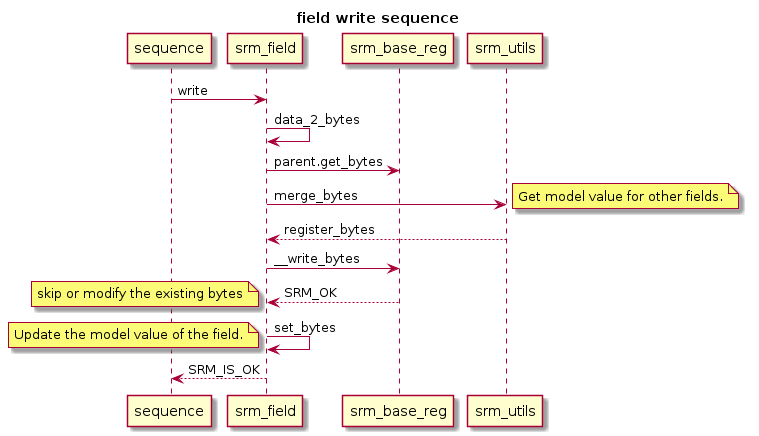 field write sequence
sequence srm_field srm_base_reg srm_utils
write
data_2_bytes
parent.get_bytes
merge_bytes
Get model value for other fields.
register_bytes
__write_bytes
SRM_OK
skip or modify the existing bytes
set_bytes
Update the model value of the field.
SRM_IS_OK
sequence srm_field srm_base_reg srm_utils